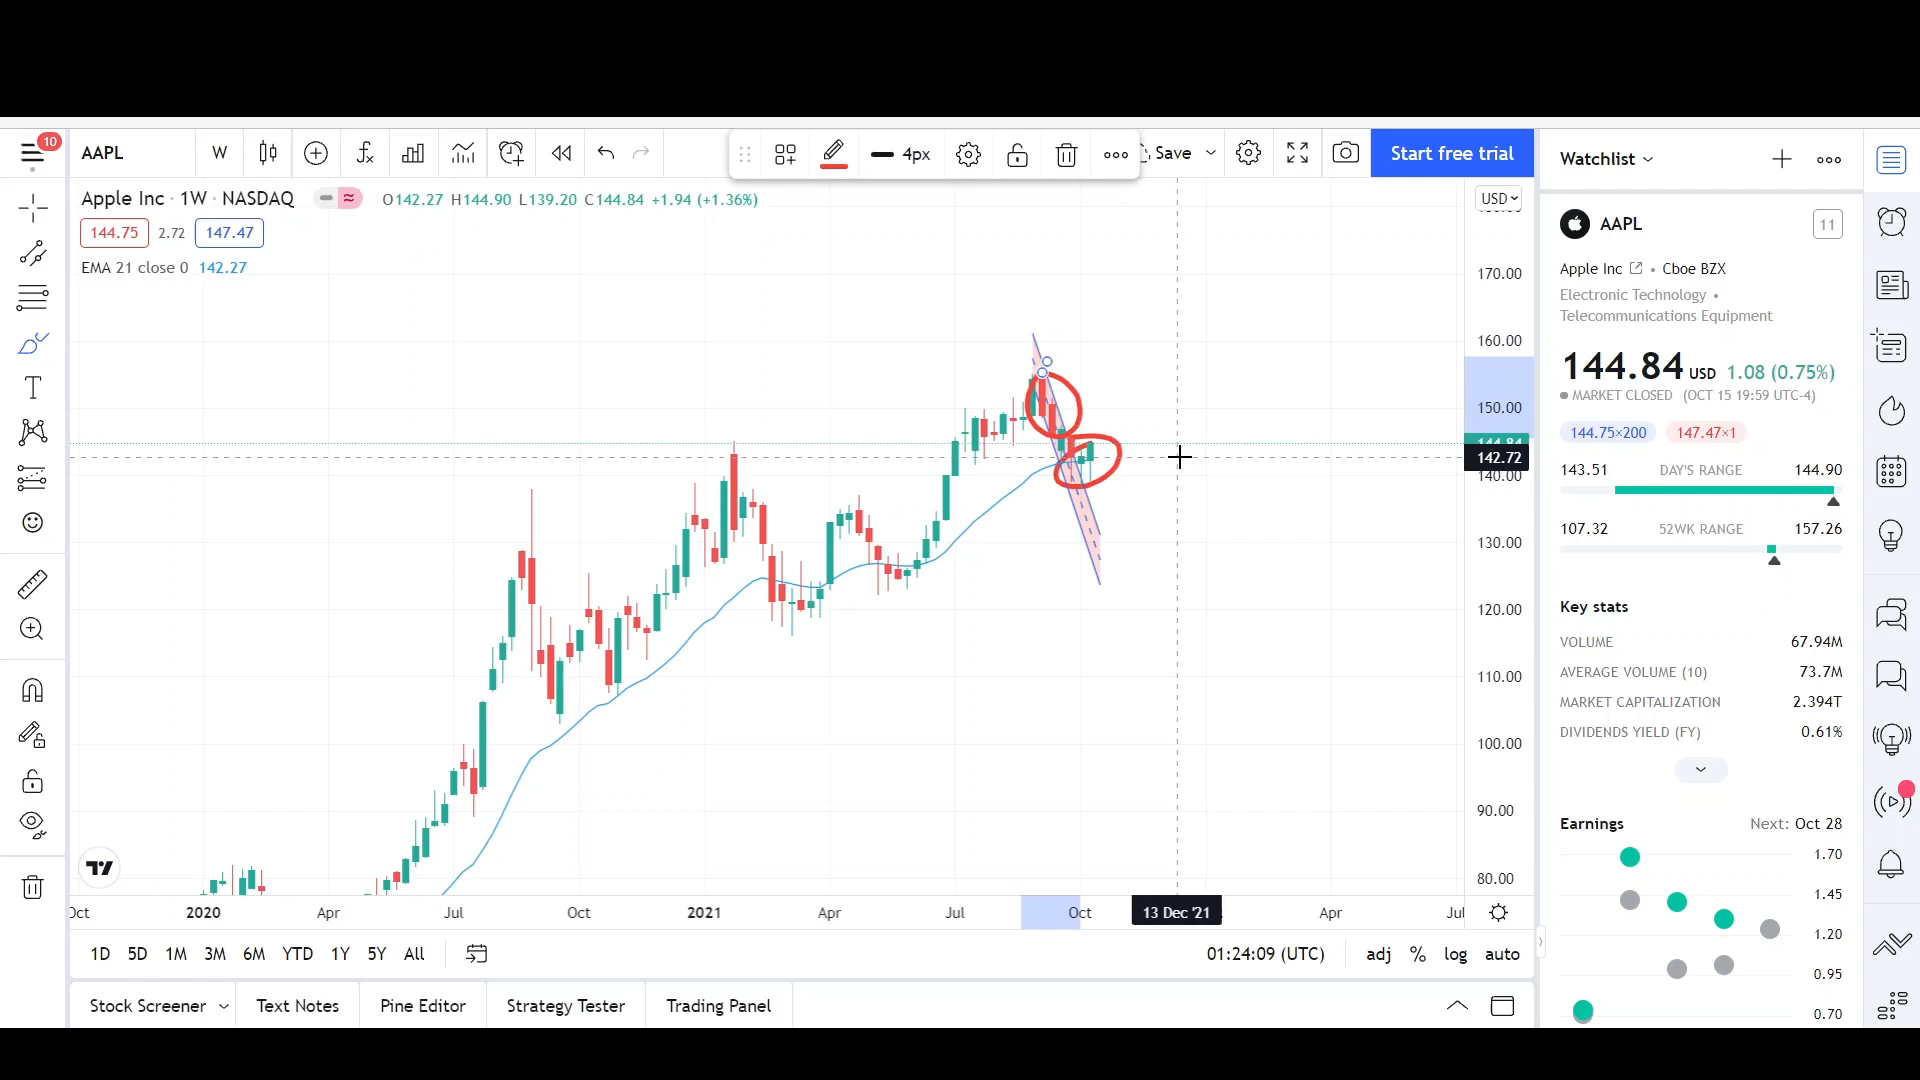 10
AAPL
W
4px
Save
Start free trial
Watchlist
Apple Inc · 1W · NASDAQ
O142.27 H144.90 L139.20 C144.84 +1.94 (+1.36%)
USD
144.75 2.72 147.47
EMA 21 close 0 142.27
170.00
160.00
150.00
144.84
142.72
140.00
130.00
120.00
110.00
100.00
90.00
80.00
Oct 2020 Apr Jul Oct 2021 Apr Jul Oct 13 Dec '21 Apr Jul
1D 5D 1M 3M 6M YTD 1Y 5Y All
01:24:09 (UTC) adj % log auto
Stock Screener Text Notes Pine Editor Strategy Tester Trading Panel
AAPL
11
Apple Inc • Cboe BZX
Electronic Technology •
Telecommunications Equipment
144.84 USD 1.08 (0.75%)
MARKET CLOSED (OCT 15 19:59 UTC-4)
144.75×200 147.47×1
143.51 DAY'S RANGE 144.90
107.32 52WK RANGE 157.26
Key stats
VOLUME 67.94M
AVERAGE VOLUME (10) 73.7M
MARKET CAPITALIZATION 2.394T
DIVIDENDS YIELD (FY) 0.61%
Earnings Next: Oct 28
1.70
1.45
1.20
0.95
0.70